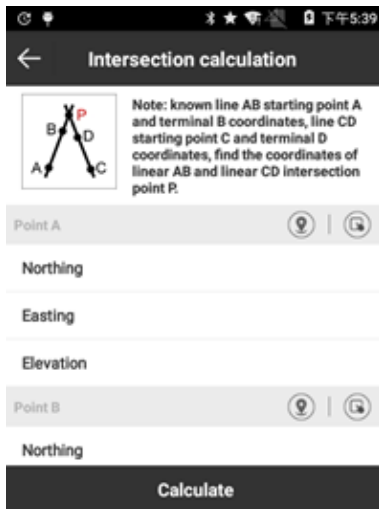 下午5:39
Intersection calculation
P
B
D
A
C
Note: known line AB starting point A
and terminal B coordinates, line CD
starting point C and terminal D
coordinates, find the coordinates of
linear AB and linear CD intersection
point P.
Point A
Northing
Easting
Elevation
Point B
Northing
Calculate